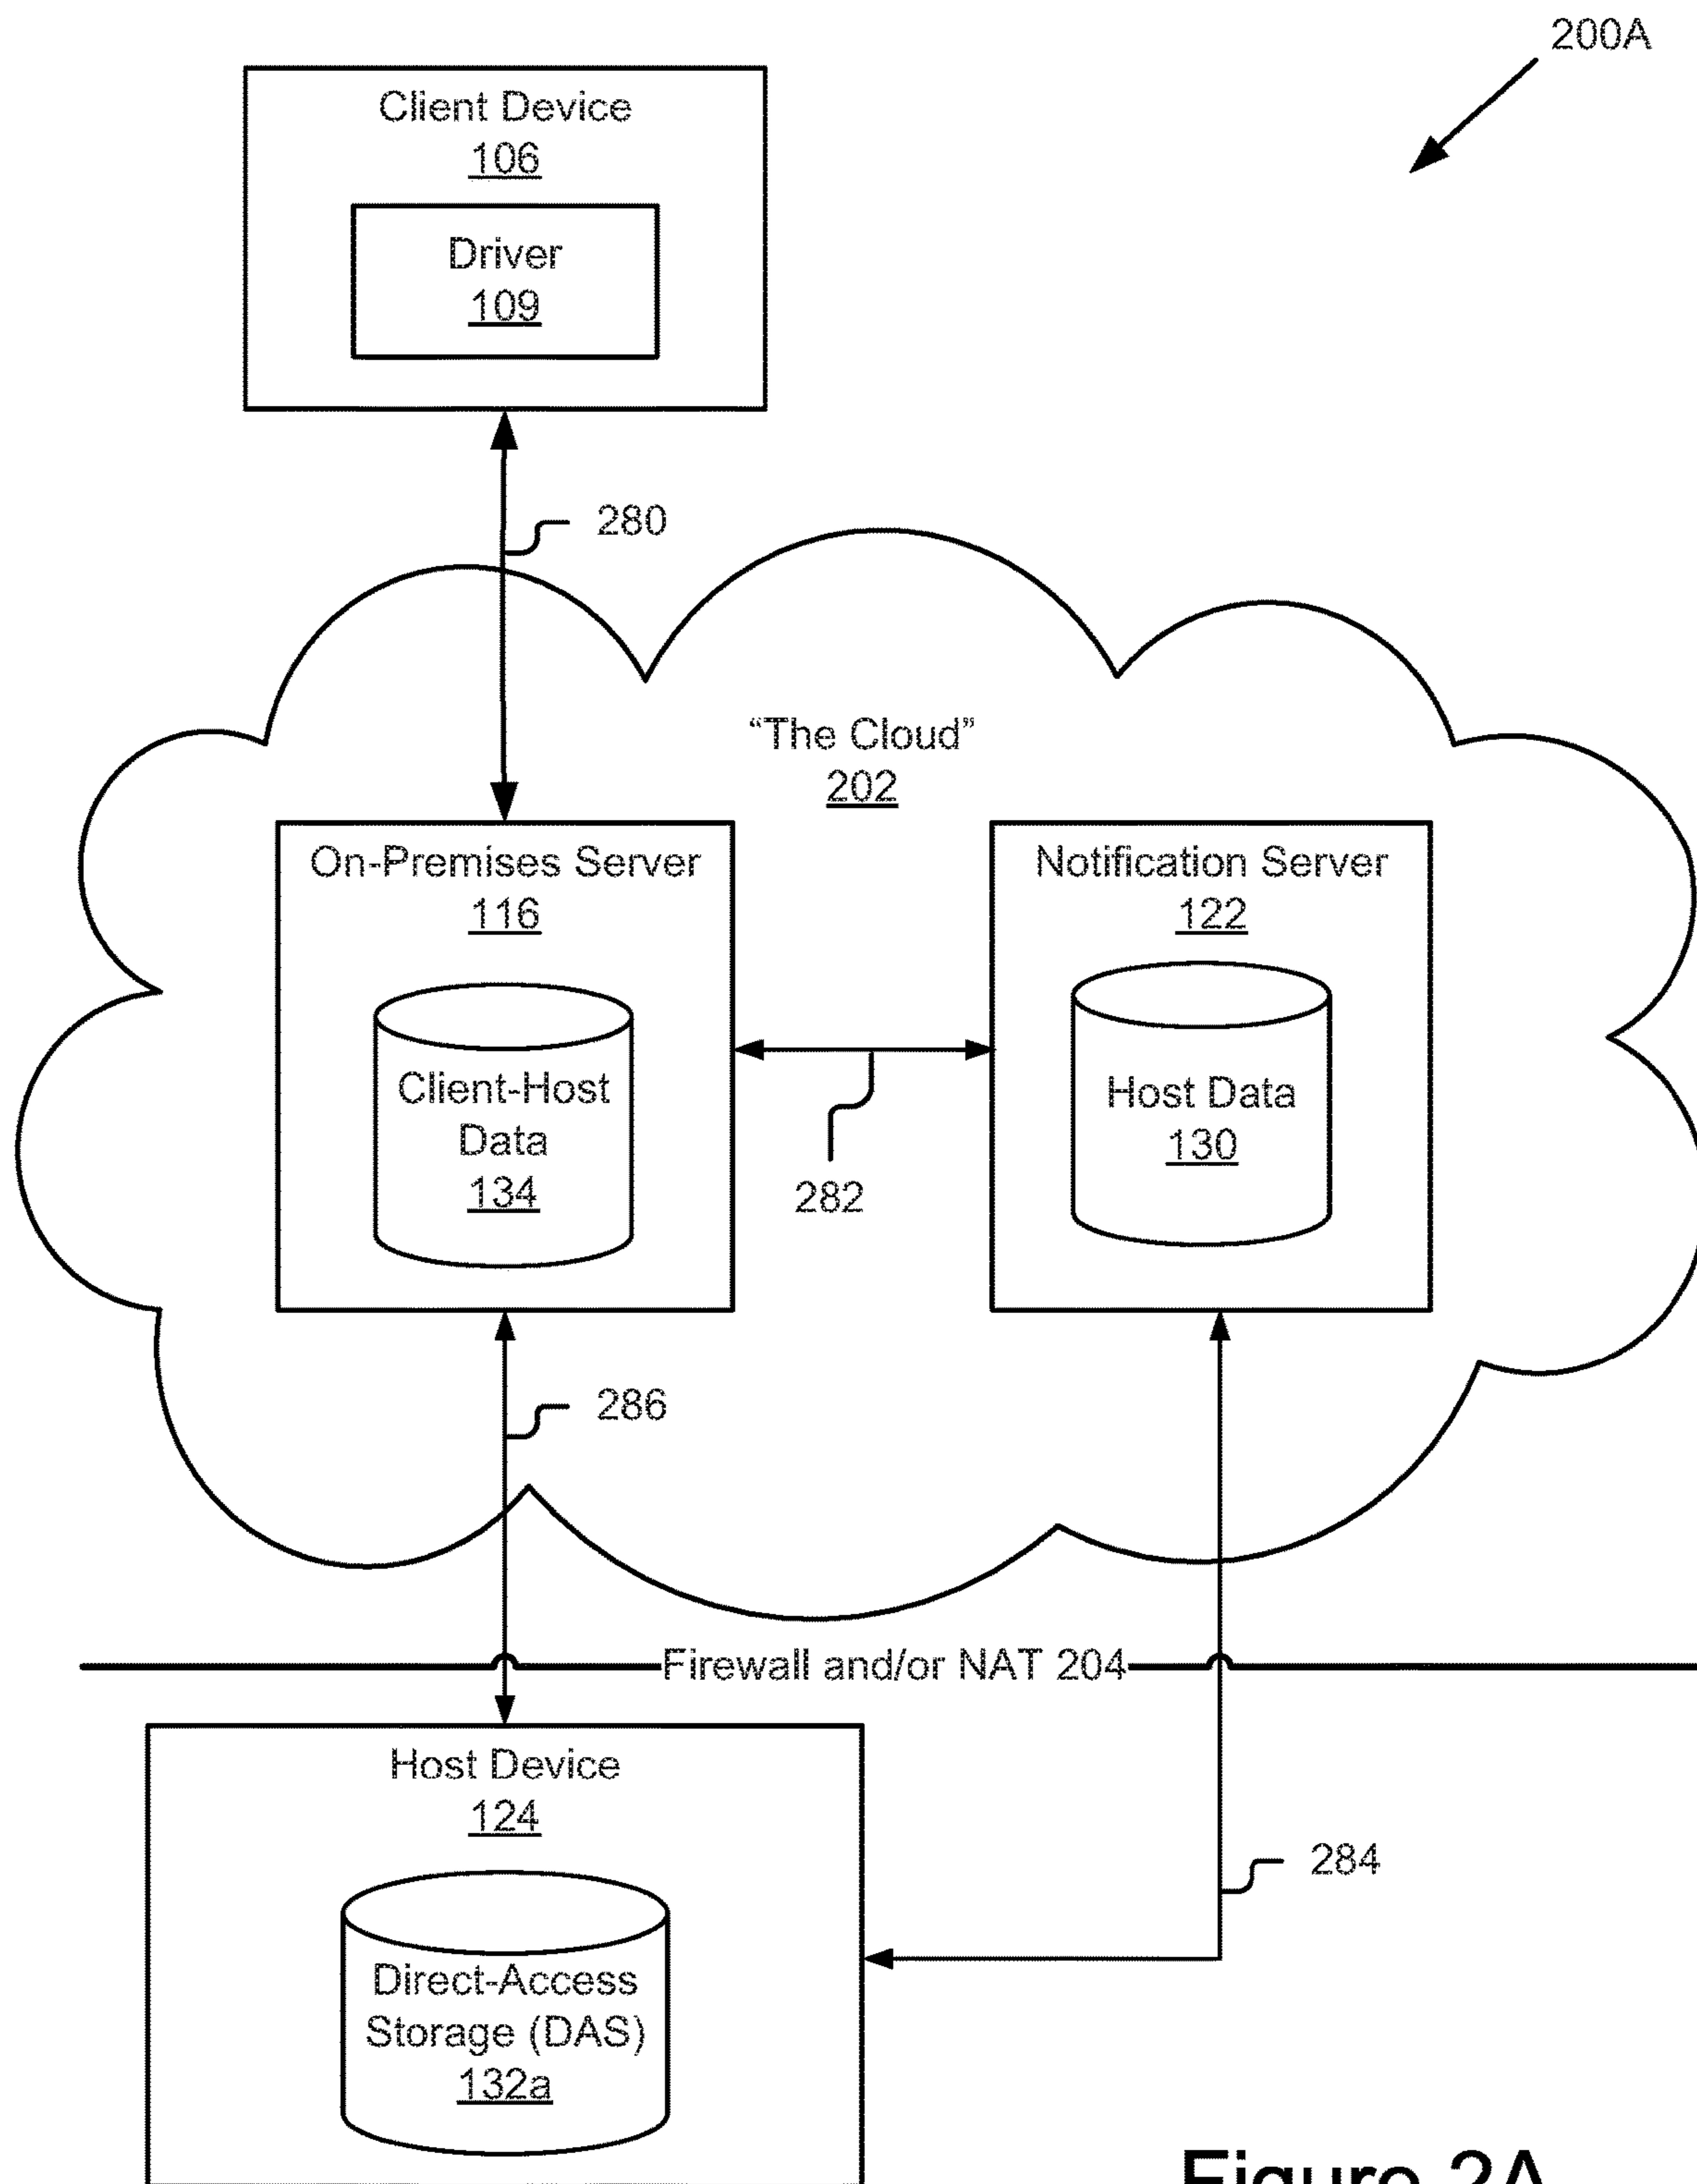 200A
Client Device
106
Driver
109
280
“The Cloud”
202
On-Premises Server
116
Client-Host
Data
134
282
Notification Server
122
Host Data
130
286
Firewall and/or NAT 204
Host Device
124
Direct-Access
Storage (DAS)
132a
284
Figure 2A